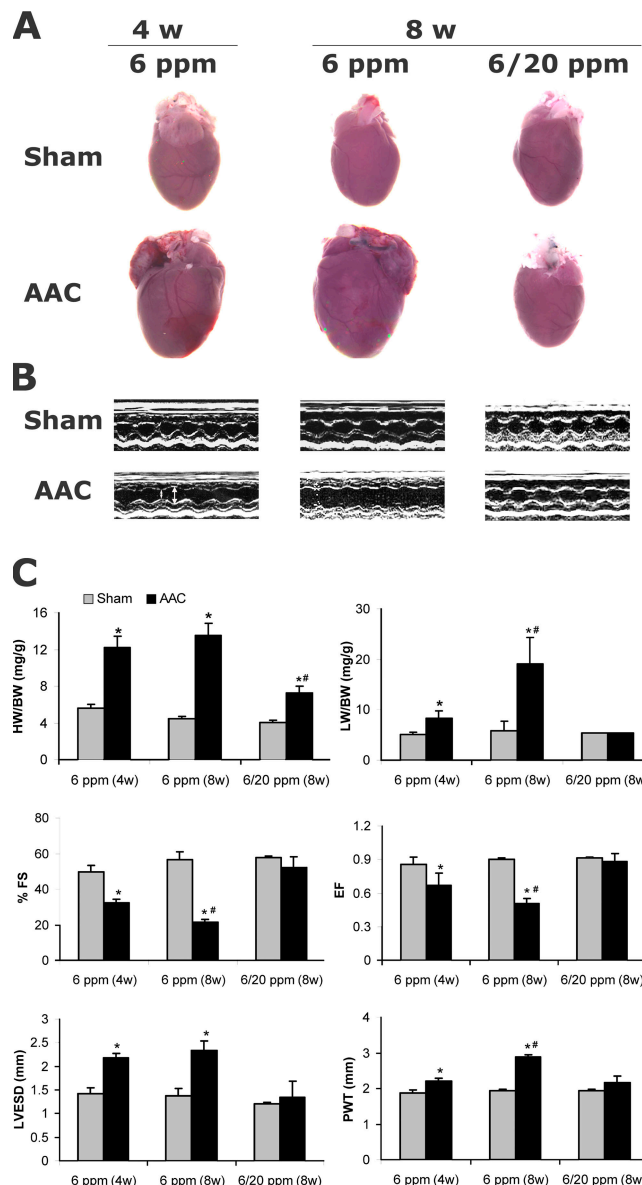 A
4 w 8 w
6 ppm 6 ppm 6/20 ppm
Sham
AAC
B
Sham
AAC
C
Sham AAC
HW/BW (mg/g)
16
12
8
4
0
*
*
*#
6 ppm (4w) 6 ppm (8w) 6/20 ppm (8w)
LW/BW (mg/g)
30
20
10
0
*
*#
6 ppm (4w) 6 ppm (8w) 6/20 ppm (8w)
% FS
80
60
40
20
0
*
* #
6 ppm (4w) 6 ppm (8w) 6/20 ppm (8w)
EF
1.2
0.9
0.6
0.3
0
*
* #
6 ppm (4w) 6 ppm (8w) 6/20 ppm (8w)
LVESD (mm)
3
2.5
2
1.5
1
0.5
0
*
*
6 ppm (4w) 6 ppm (8w) 6/20 ppm (8w)
PWT (mm)
4
3
2
1
0
*
*#
6 ppm (4w) 6 ppm (8w) 6/20 ppm (8w)